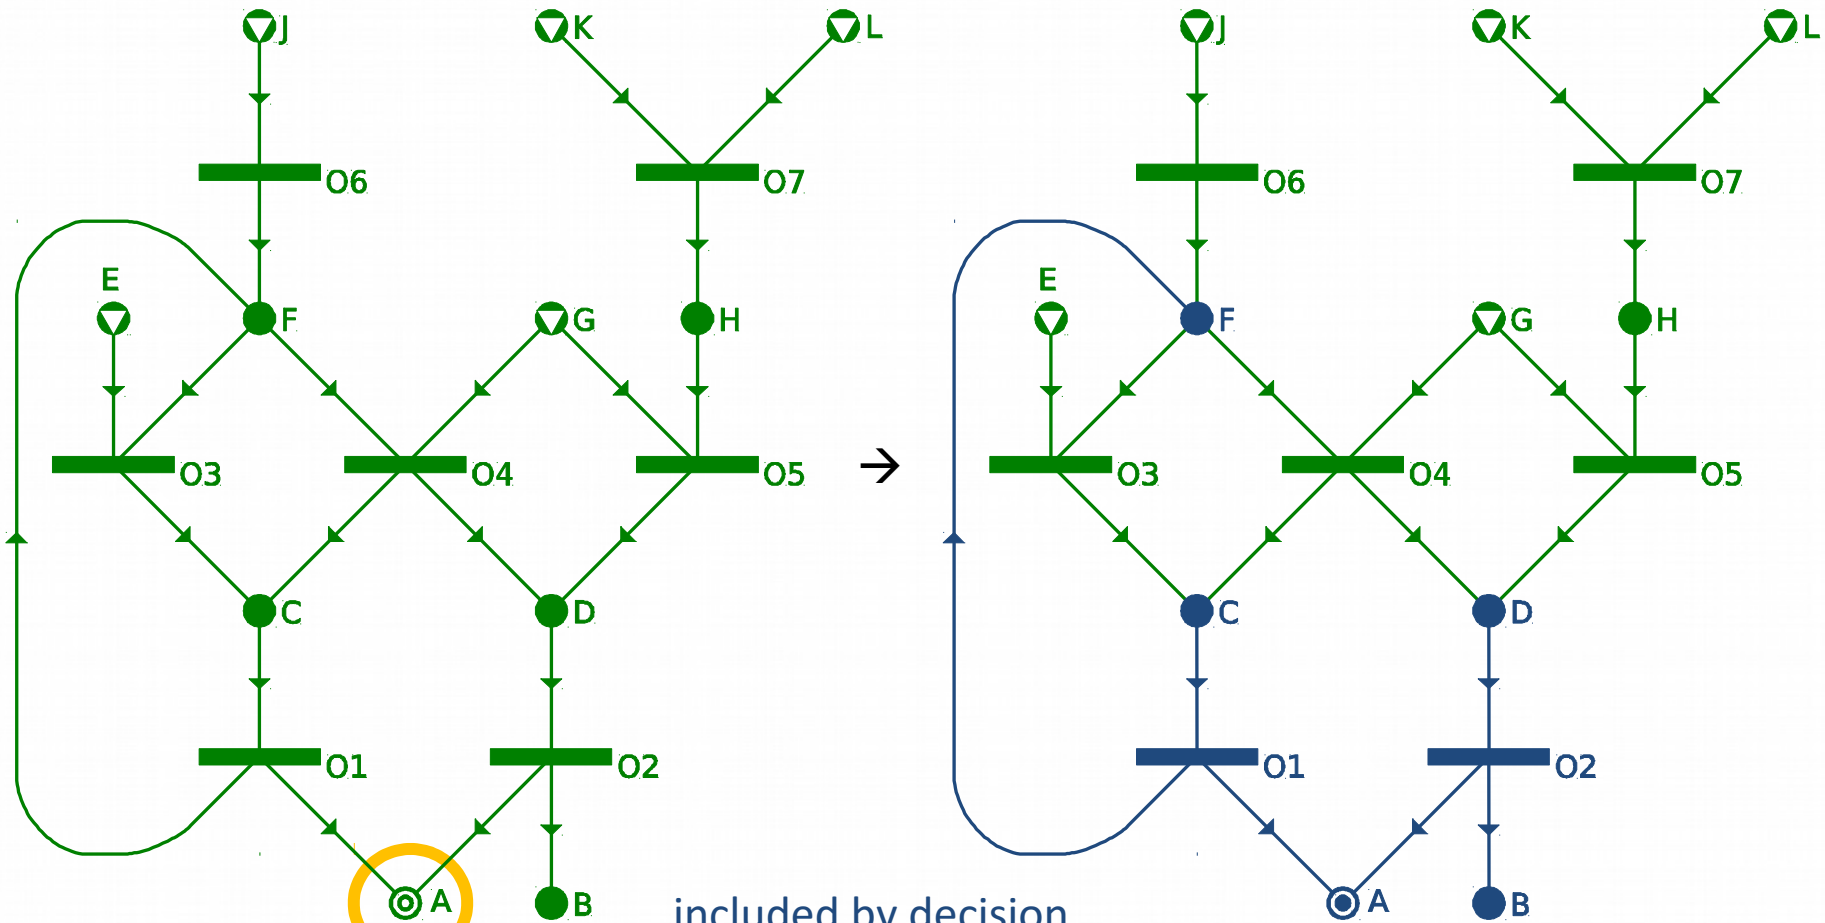 J K L J K L
O6 O7 O6 O7
E F G H E F G H
O3 O4 O5 → O3 O4 O5
C D C D
O1 O2 O1 O2
A B included by decision A B